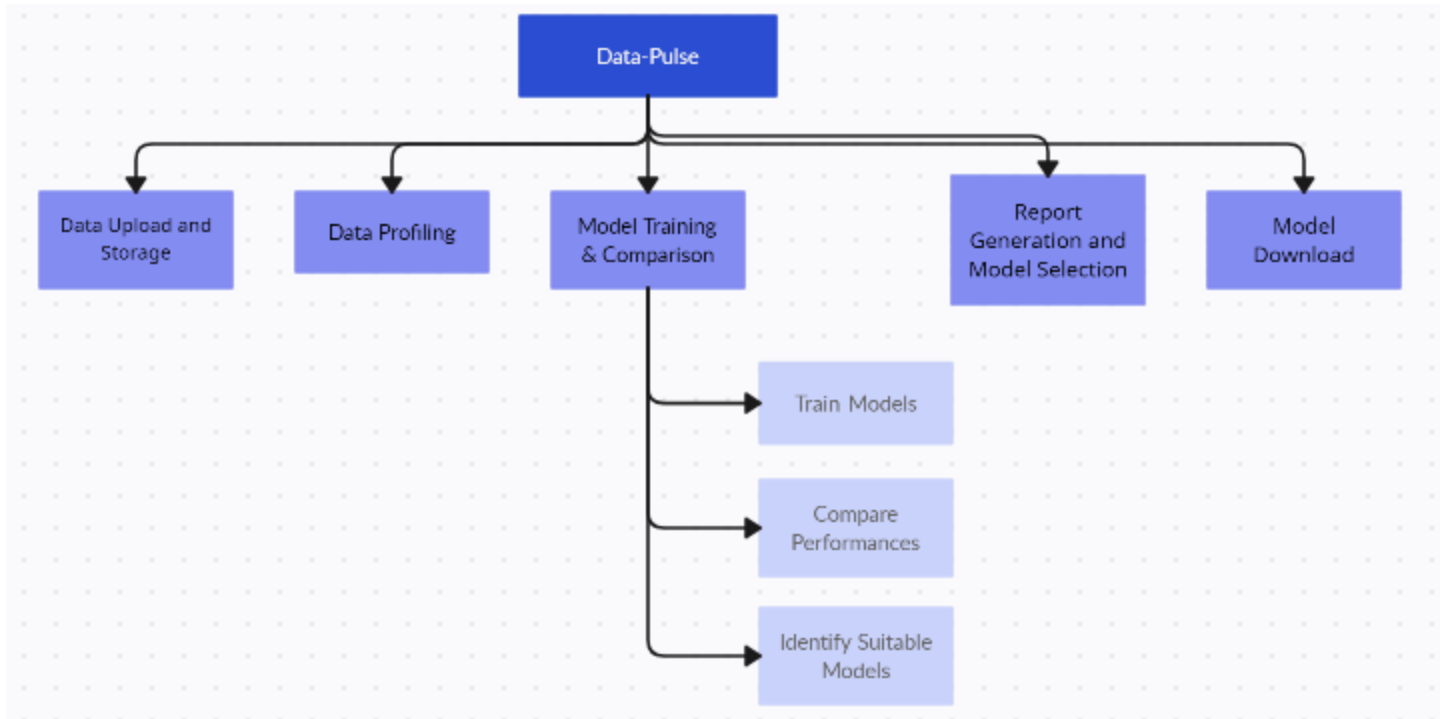 Data-Pulse
Data Upload and
Storage
Data Profiling
Model Training
& Comparison
Report
Generation and
Model Selection
Model
Download
Train Models
Compare
Performances
Identify Suitable
Models